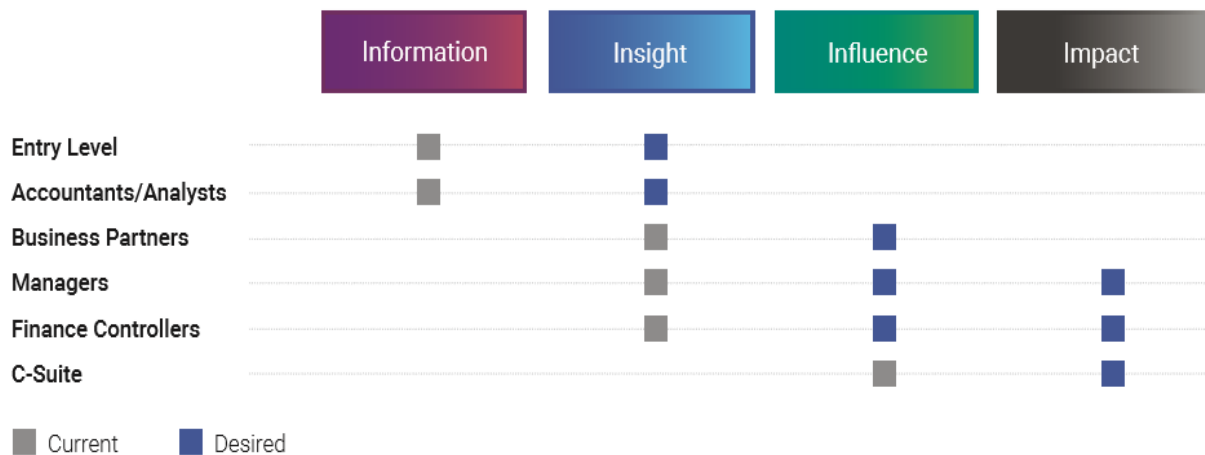 Information Insight Influence Impact
Entry Level
Accountants/Analysts
Business Partners
Managers
Finance Controllers
C-Suite
Current Desired